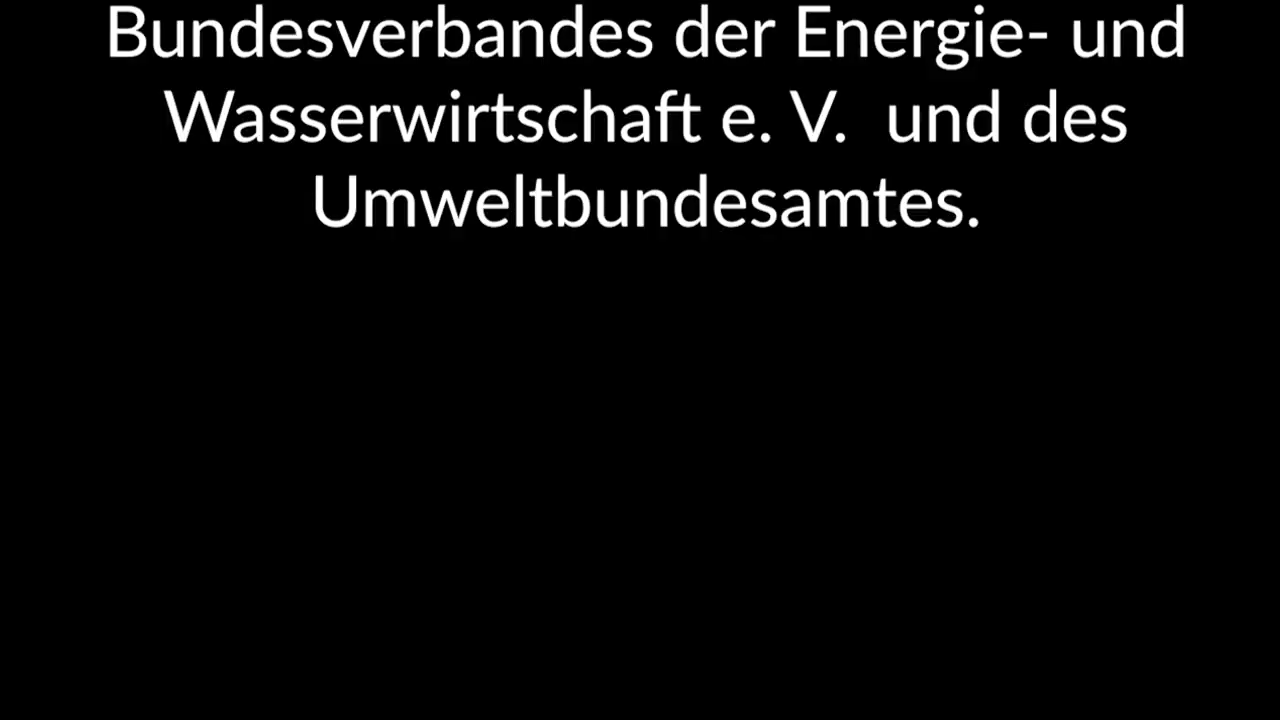 Bundesverbandes der Energie- und
Wasserwirtschaft e. V.  und des
Umweltbundesamtes.